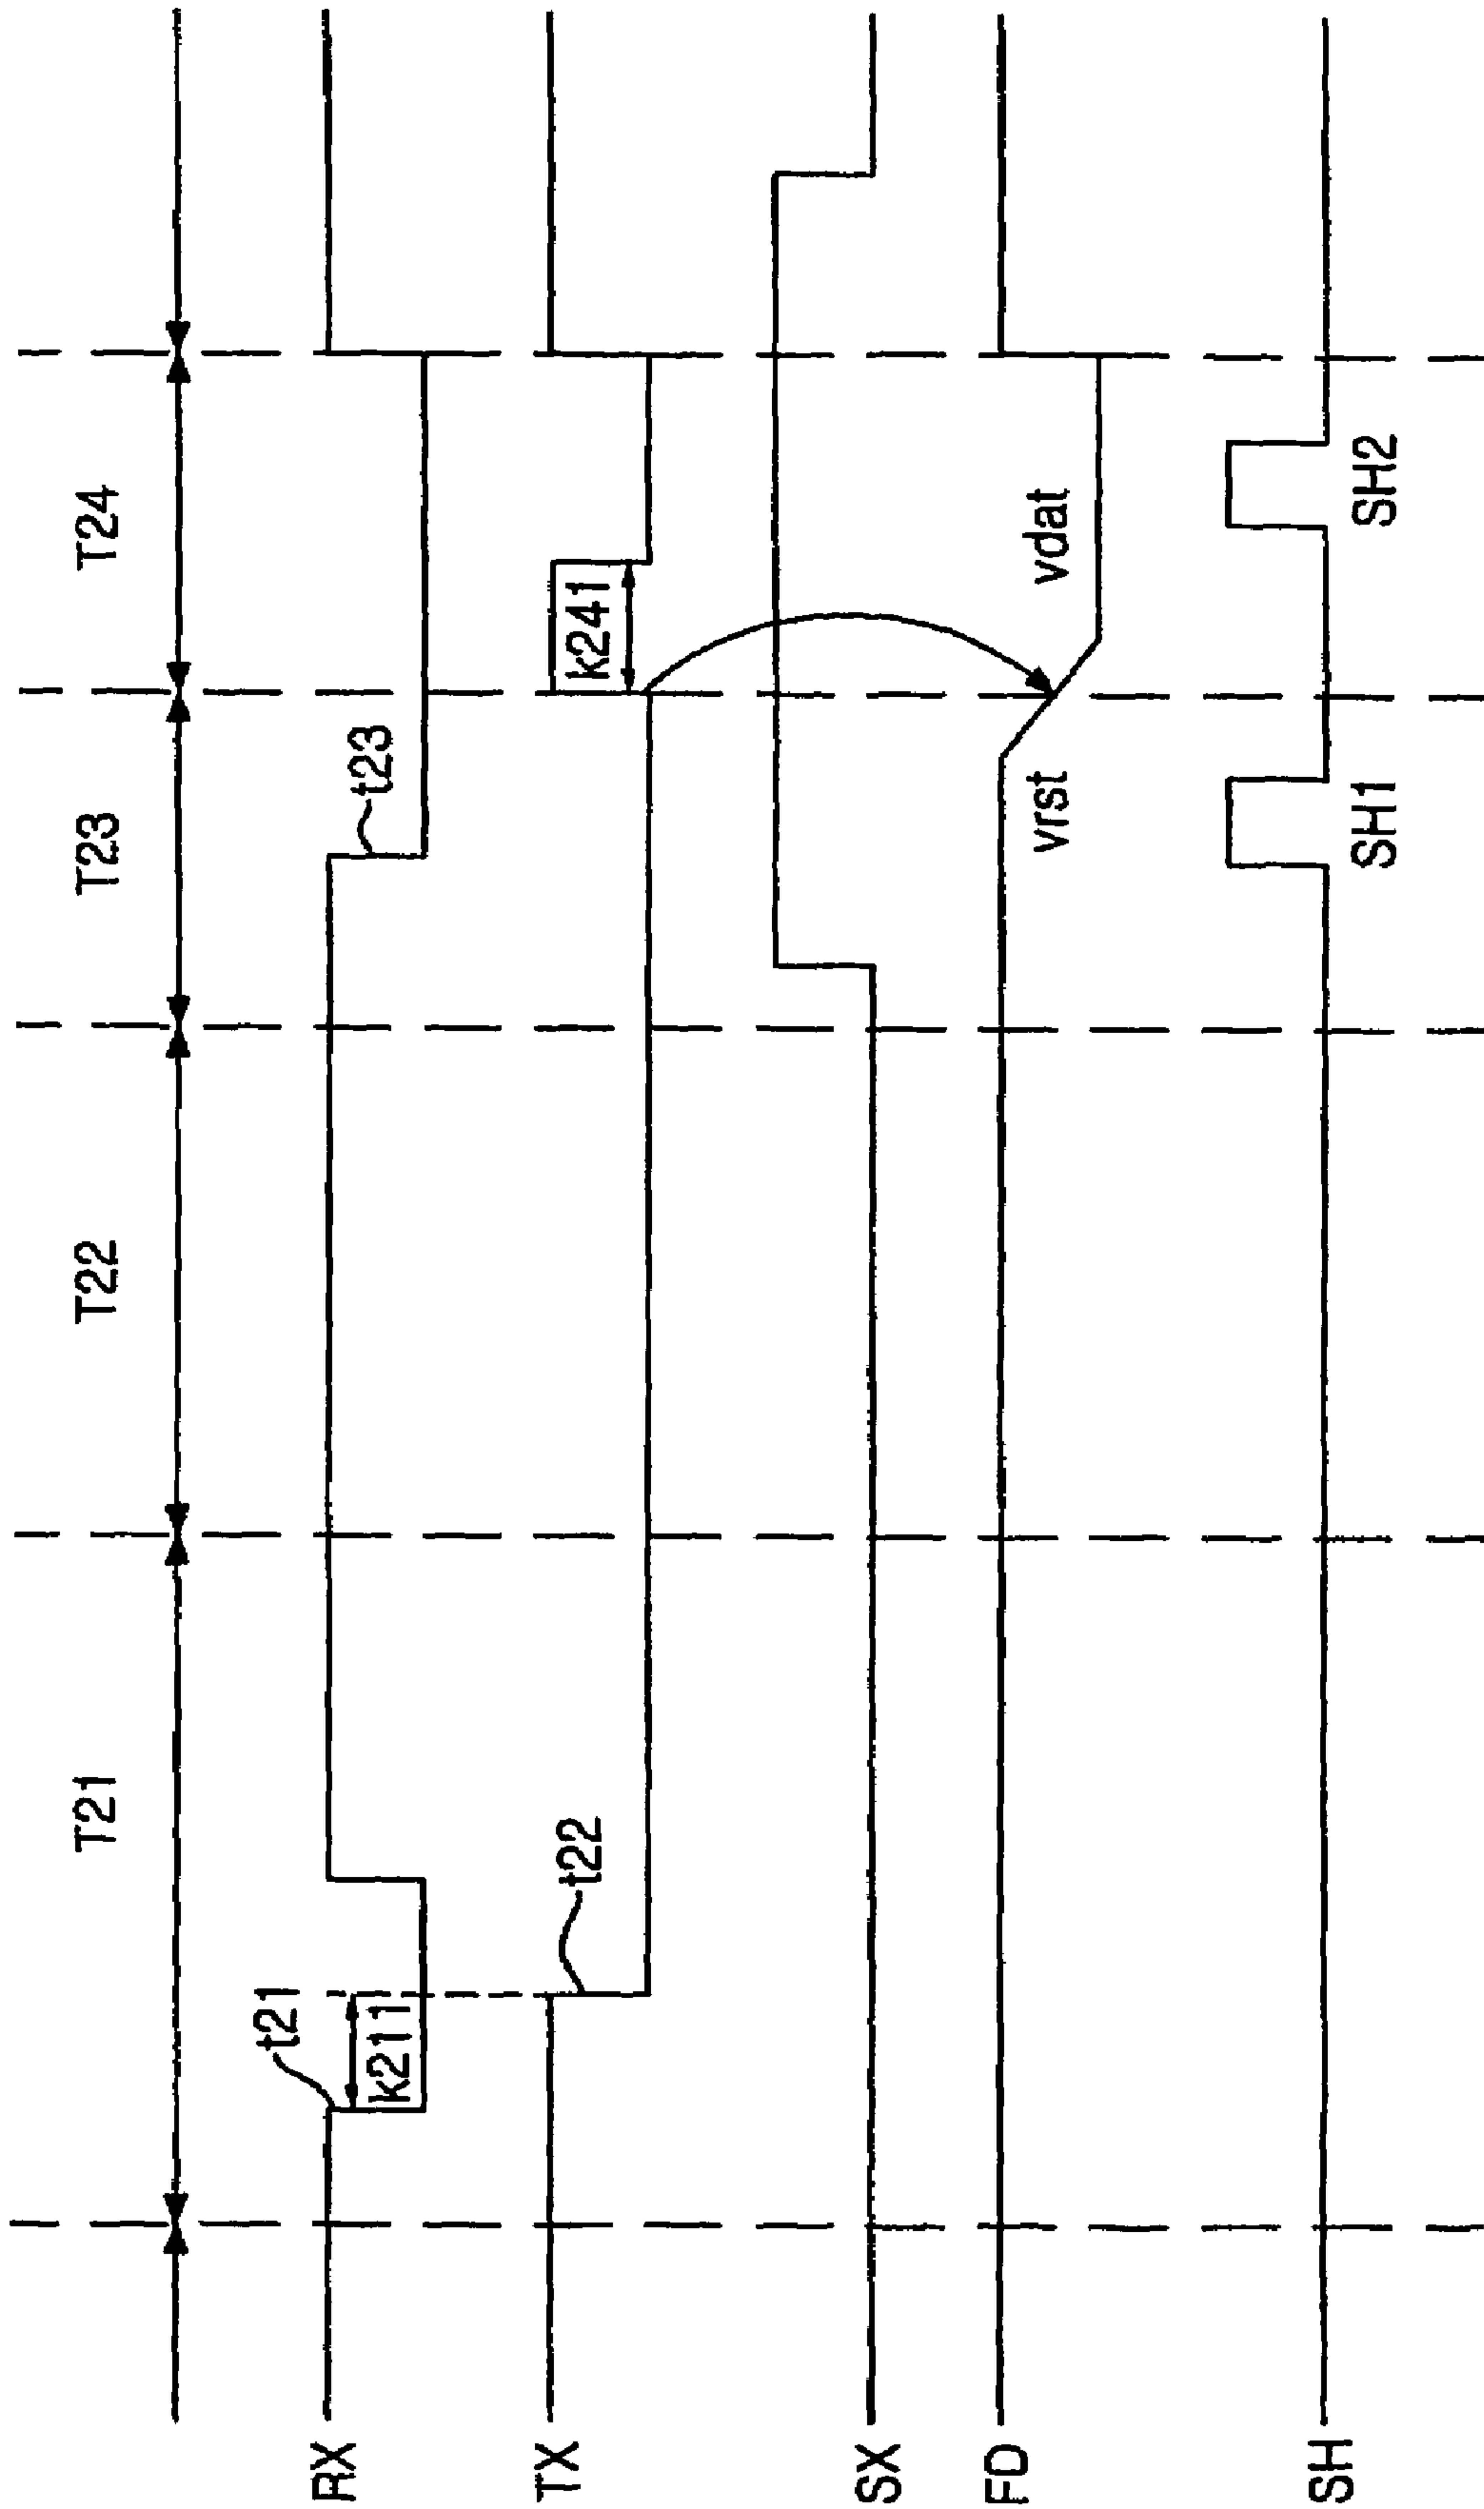 T21 T22 T23 T24
RX
t21
k211
t23
TX
t22
k241
SX
FD
vrst
vdat
SH
SH1
SH2